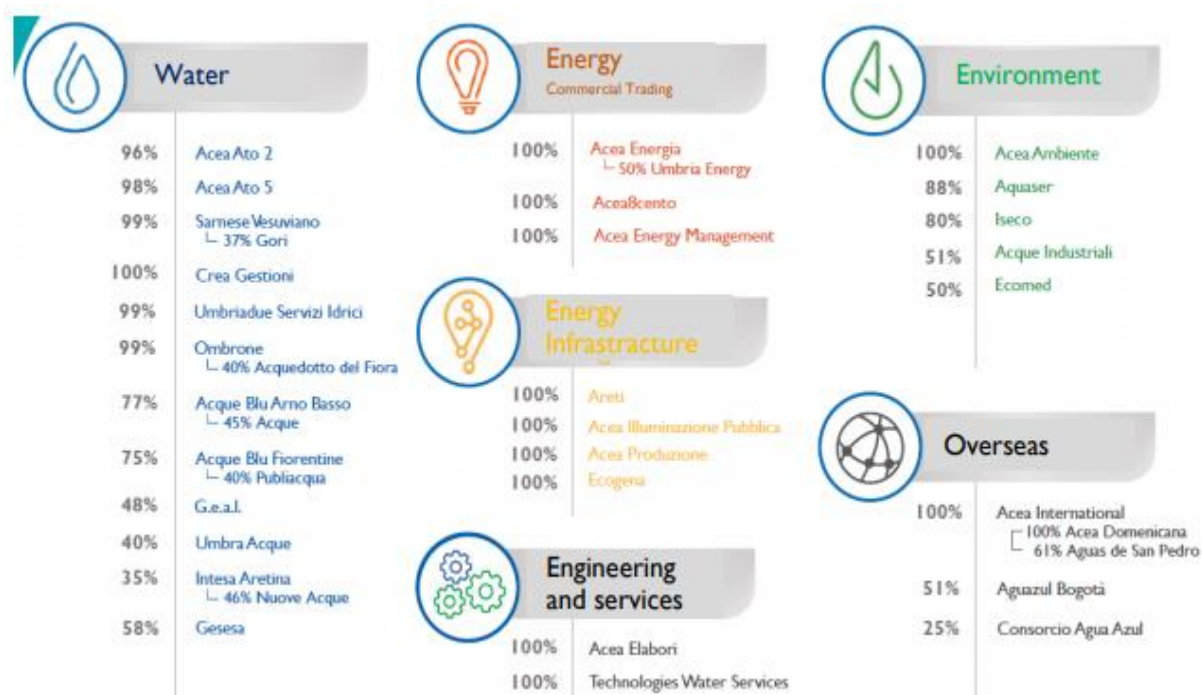 Water
96% Acea Ato 2
98% Acea Ato 5
99% Sarnese Vesuviano
37% Gori
100% Crea Gestioni
99% Umbriadue Servizi Idrici
99% Ombrone
40% Acquedotto del Fiora
77% Acque Blu Arno Basso
45% Acque
75% Acque Blu Fiorentine
40% Publiacqua
48% G.e.a.l.
40% Umbra Acque
35% Intesa Aretina
46% Nuove Acque
58% Gesesa
Energy
Commercial Trading
100% Acea Energia
50% Umbria Energy
100% Acea8cento
100% Acea Energy Management
Energy
Infrastracture
100% Areti
100% Acea Illuminazione Pubblica
100% Acea Produzione
100% Ecogena
Engineering
and services
100% Acea Elabori
100% Technologies Water Services
Environment
100% Acea Ambiente
88% Aquaser
80% Iseco
51% Acque Industriali
50% Ecomed
Overseas
100% Acea International
100% Acea Domenicana
61% Aguas de San Pedro
51% Aguazul Bogotà
25% Consorcio Agua Azul